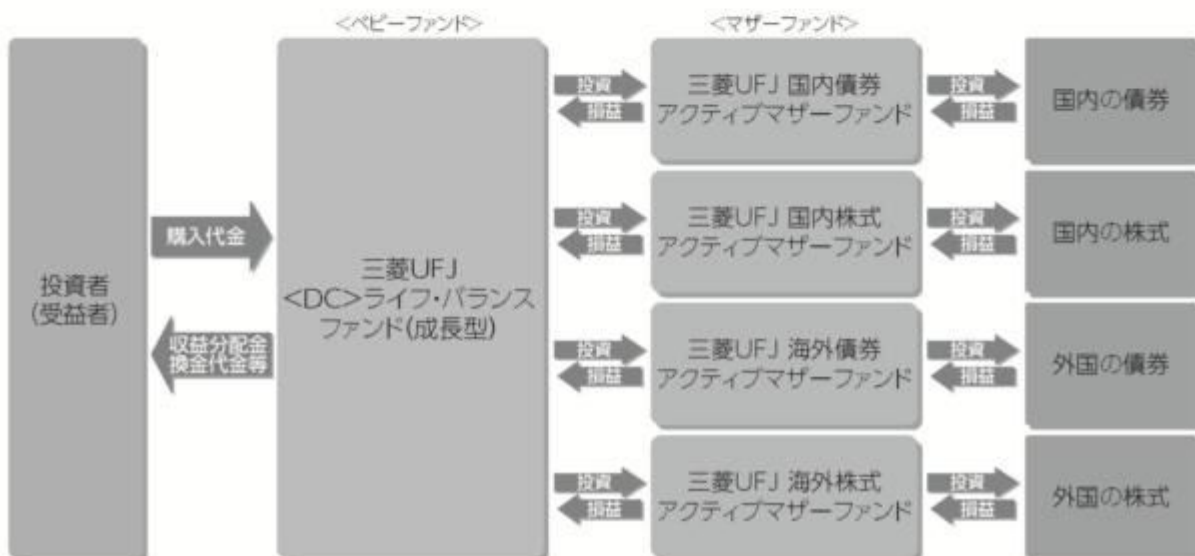 <ベビーファンド>
<マザーファンド>
投資者
(受益者)
購入代金
収益分配金
換金代金等
三菱UFJ
<DC>ライフ・バランス
ファンド(成長型)
投資
損益
三菱UFJ 国内債券
アクティブマザーファンド
投資
損益
国内の債券
投資
損益
三菱UFJ 国内株式
アクティブマザーファンド
投資
損益
国内の株式
投資
損益
三菱UFJ 海外債券
アクティブマザーファンド
投資
損益
外国の債券
投資
損益
三菱UFJ 海外株式
アクティブマザーファンド
投資
損益
外国の株式